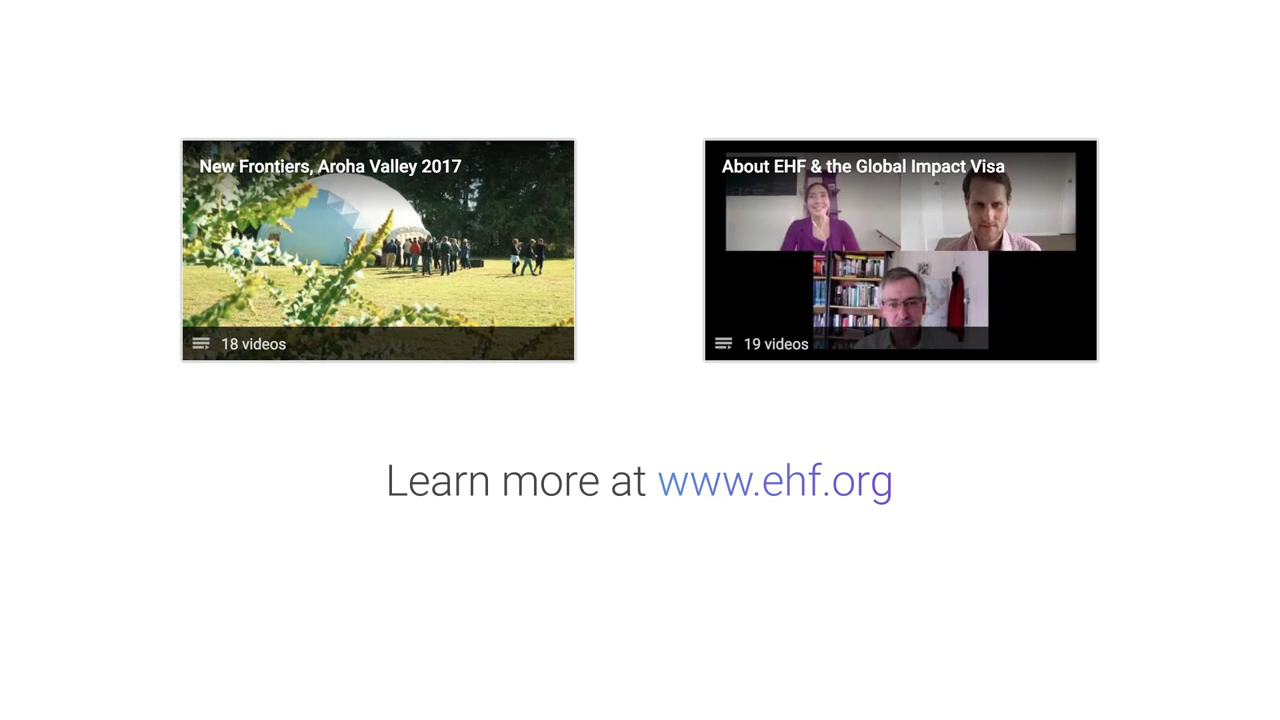 New Frontiers, Aroha Valley 2017
18 videos
About EHF & the Global Impact Visa
19 videos
Learn more at www.ehf.org